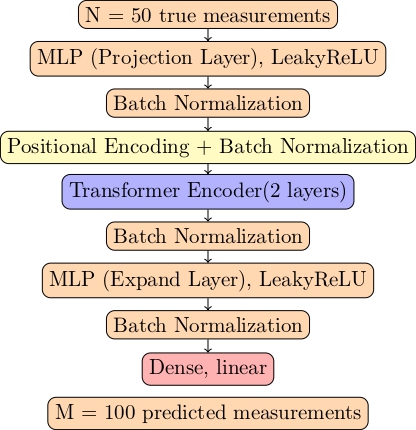 N = 50 true measurements
MLP (Projection Layer), LeakyReLU
Batch Normalization
Positional Encoding + Batch Normalization
Transformer Encoder(2 layers)
Batch Normalization
MLP (Expand Layer), LeakyReLU
Batch Normalization
Dense, linear
M = 100 predicted measurements